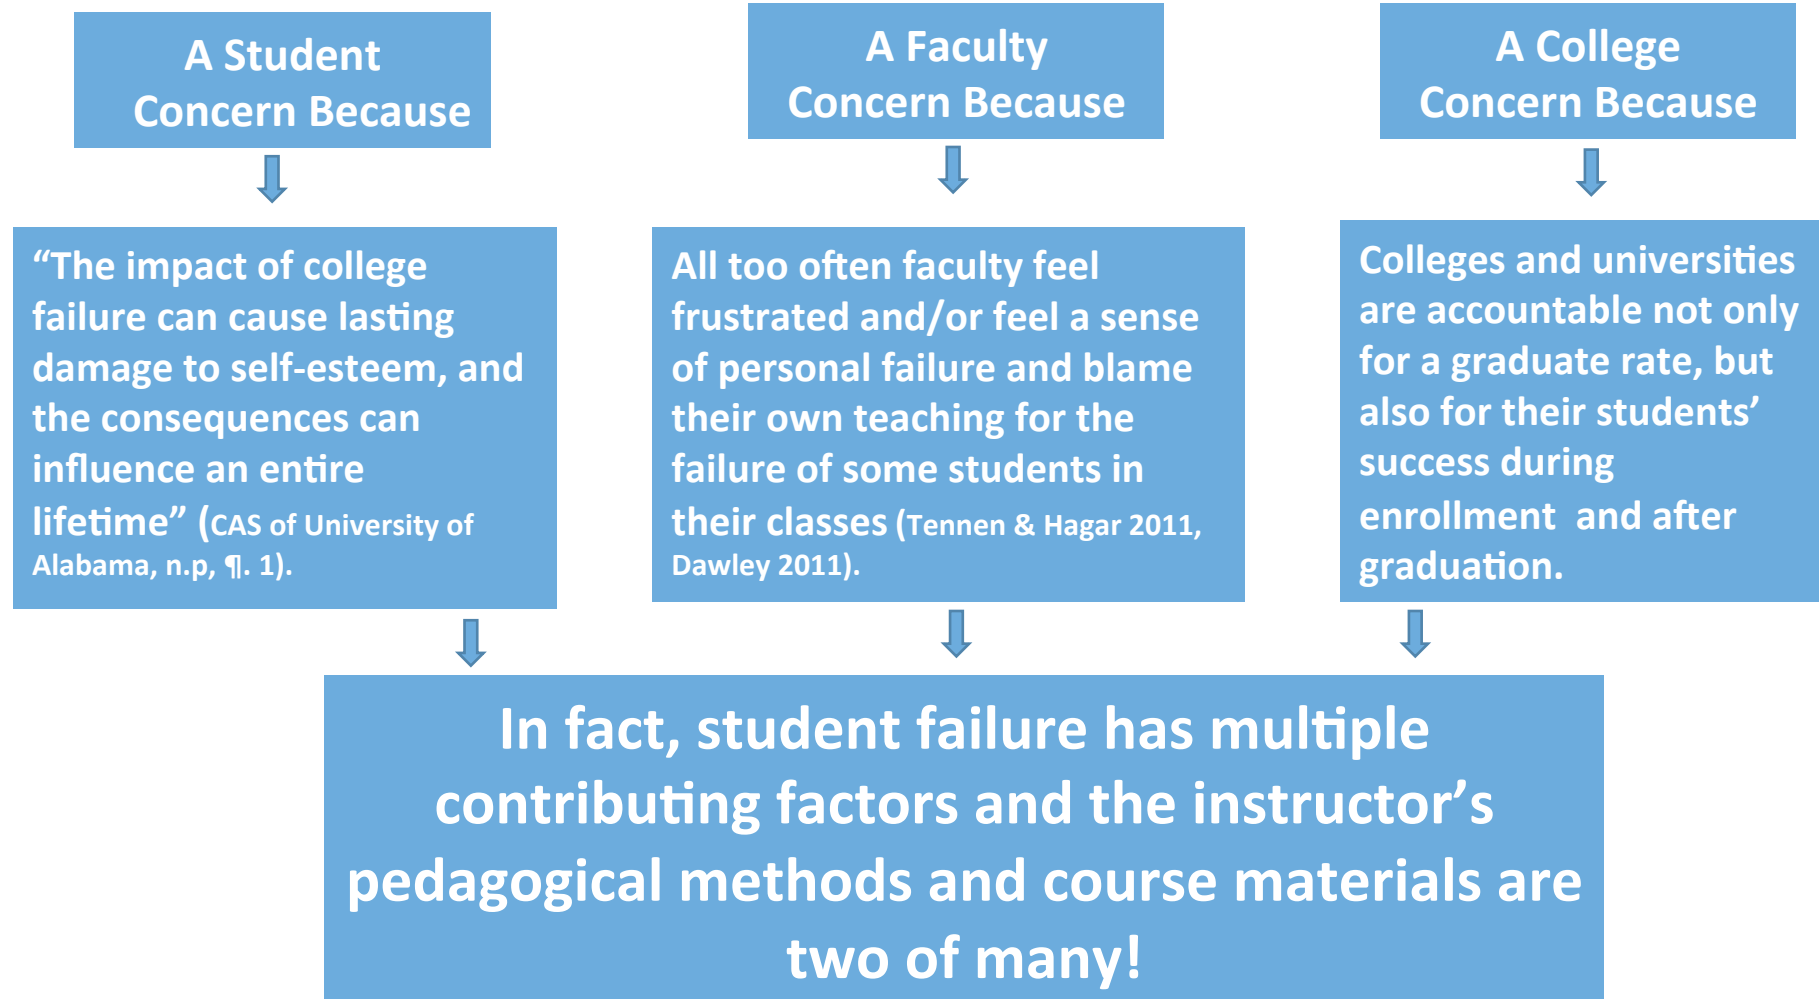 A Student
Concern Because
A Faculty
Concern Because
A College
Concern Because
“The impact of college
failure can cause lasting
damage to self-esteem, and
the consequences can
influence an entire
lifetime” (CAS of University of
Alabama, n.p, ¶. 1).
All too often faculty feel
frustrated and/or feel a sense
of personal failure and blame
their own teaching for the
failure of some students in
their classes (Tennen & Hagar 2011,
Dawley 2011).
Colleges and universities
are accountable not only
for a graduate rate, but
also for their students’
success during
enrollment  and after
graduation.
In fact, student failure has multiple
contributing factors and the instructor’s
pedagogical methods and course materials are
two of many!